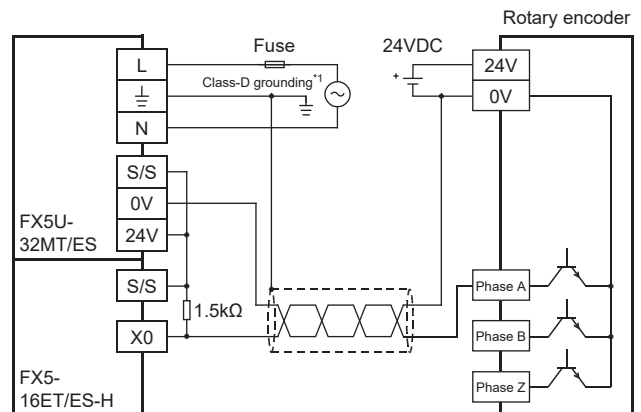 Rotary encoder
L
Fuse
24VDC
24V
Class-D grounding*1
+
0V
N
S/S
0V
24V
FX5U-
32MT/ES
S/S
1.5kΩ
X0
FX5-
16ET/ES-H
Phase A
Phase B
Phase Z